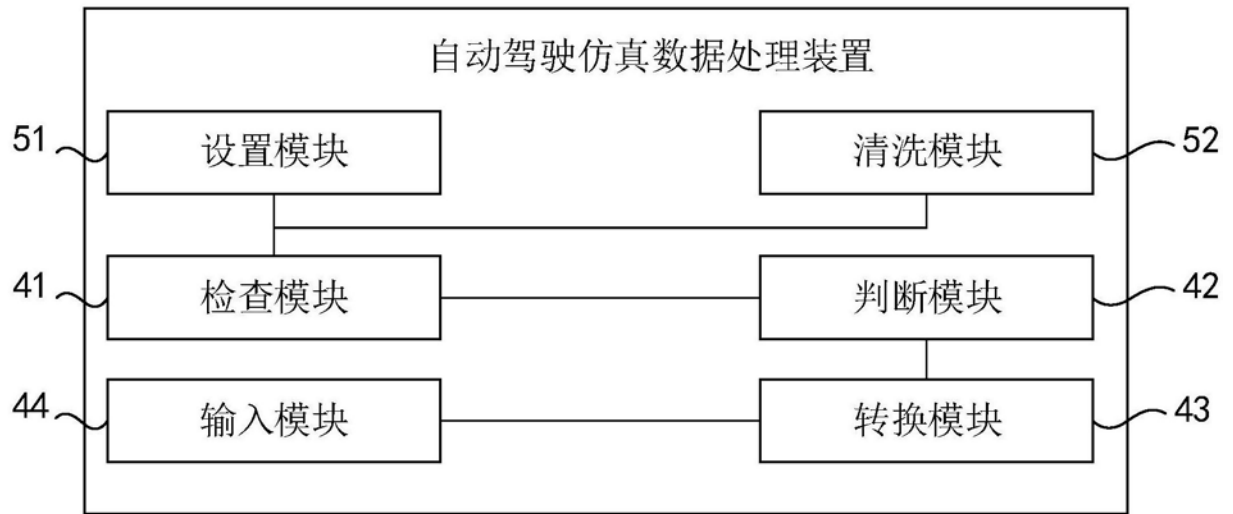 自动驾驶仿真数据处理装置
51
设置模块
清洗模块
52
41
检查模块
判断模块
42
44
输入模块
转换模块
43